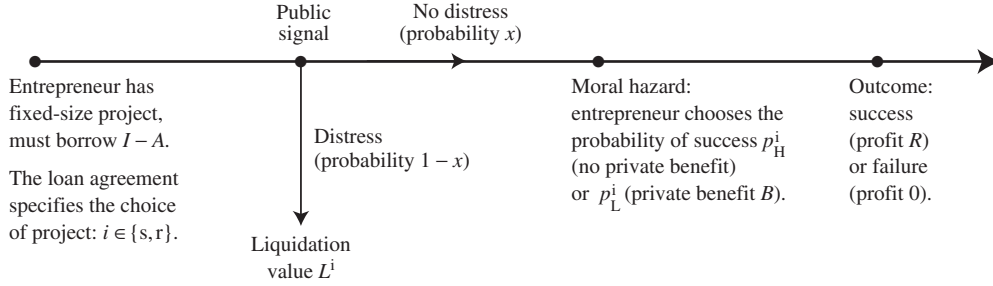 Public
signal
No distress
(probability x)
Entrepreneur has
fixed-size project,
must borrow I – A.
The loan agreement
specifies the choice
of project: i ∈ {s, r}.
Distress
(probability 1 – x)
Liquidation
value Lⁱ
Moral hazard:
entrepreneur chooses the
probability of success p_H^i
(no private benefit)
or p_L^i (private benefit B).
Outcome:
success
(profit R)
or failure
(profit 0).